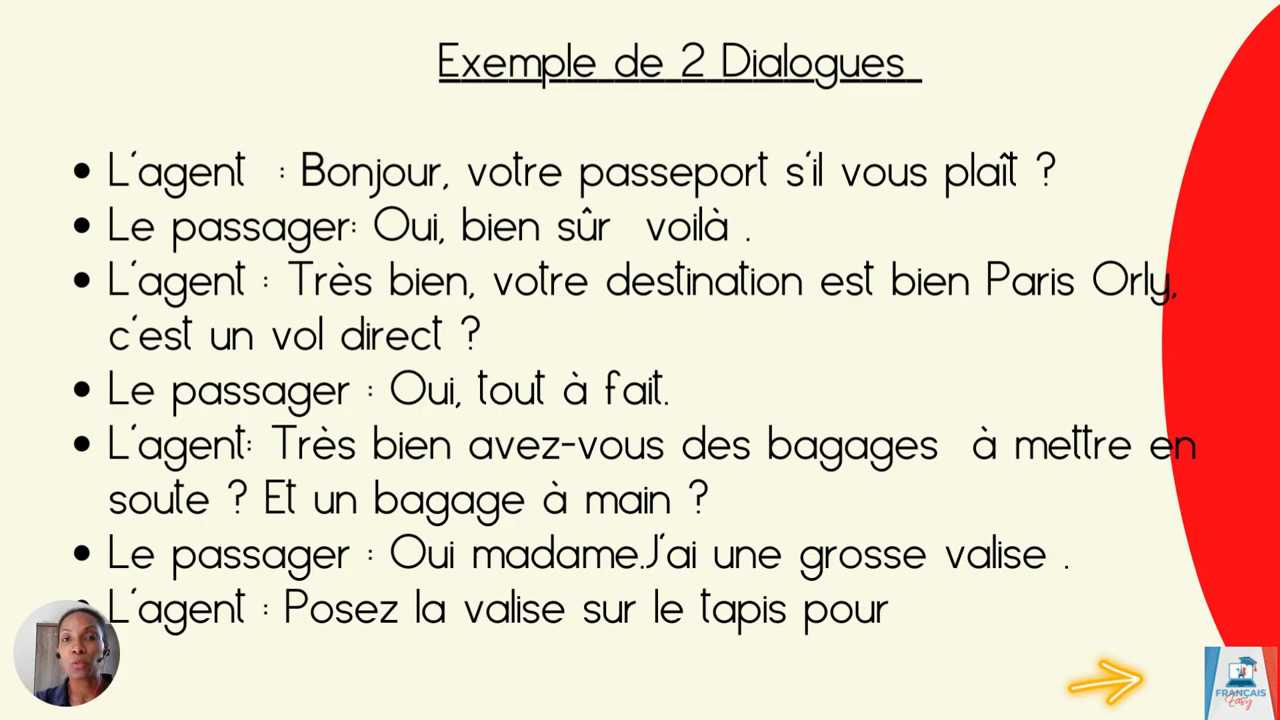 Exemple de 2 Dialogues
L'agent : Bonjour, votre passeport s'il vous plaît ?
Le passager: Oui, bien sûr voilà .
L'agent : Très bien, votre destination est bien Paris Orly,
c'est un vol direct ?
Le passager : Oui, tout à fait.
L'agent: Très bien avez-vous des bagages à mettre en
soute ? Et un bagage à main ?
Le passager : Oui madame.J'ai une grosse valise .
L'agent : Posez la valise sur le tapis pour
FRANÇAIS
Easy